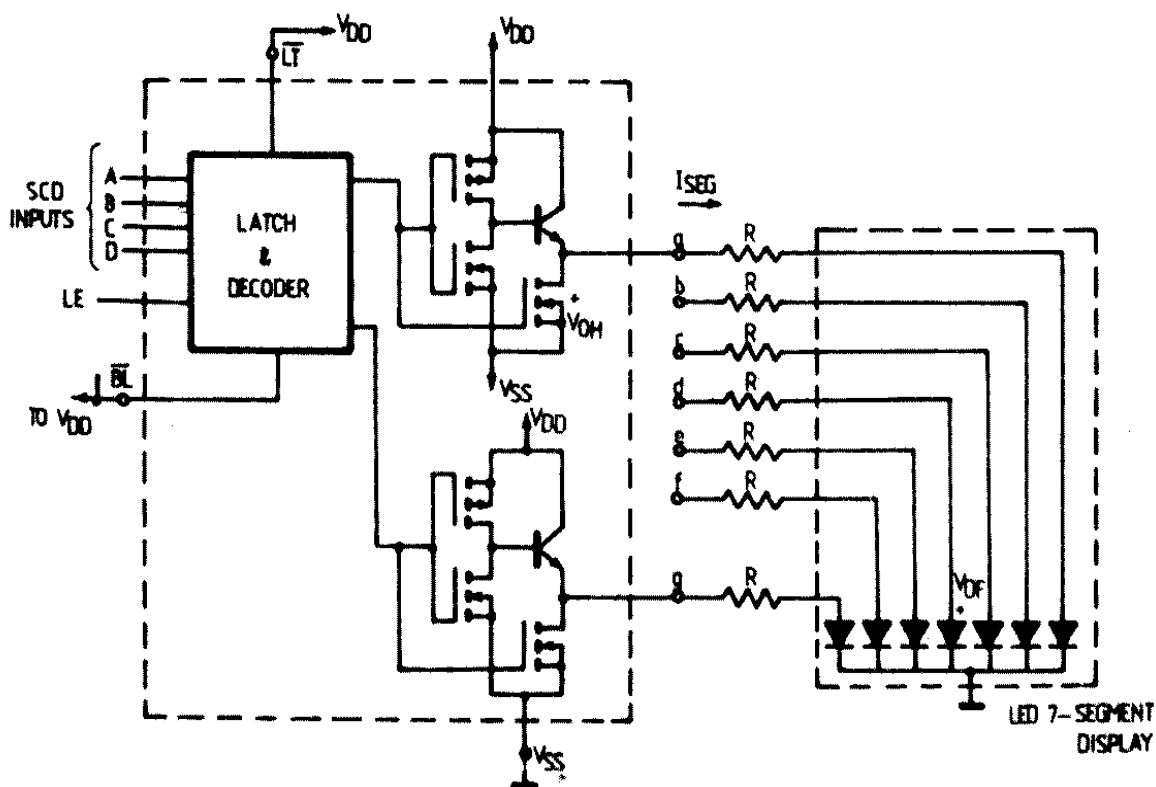 VDD
LT
VDD
SCD
INPUTS
A
B
C
D
LE
LATCH
&
DECODER
BL
TO VDD
VOH
VSS
VDD
VSS
ISEG
a
R
b
R
c
R
d
R
e
R
f
R
g
R
VDF
LED 7-SEGMENT
DISPLAY